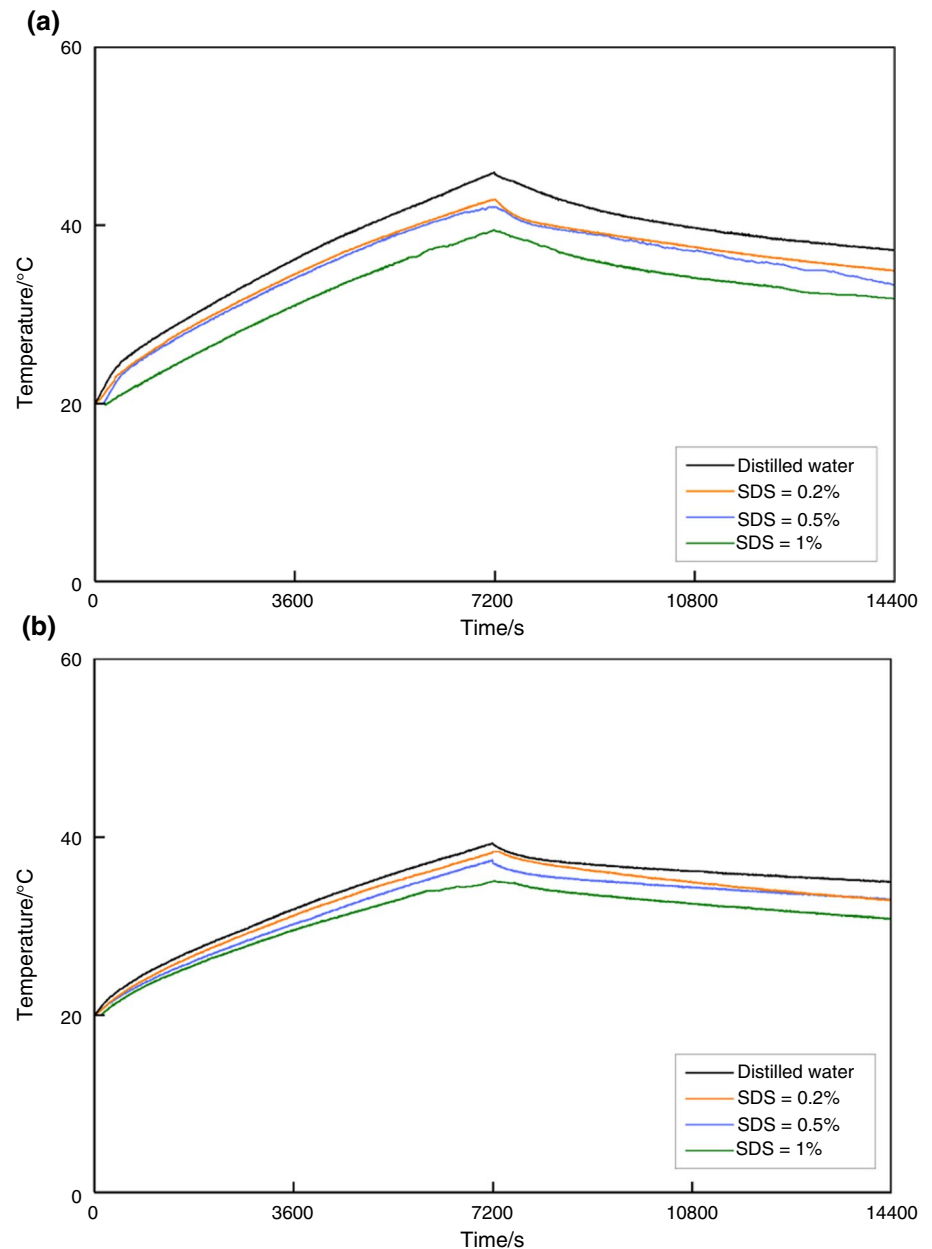 (a)
60
40
20
0
Temperature/°C
Distilled water
SDS = 0.2%
SDS = 0.5%
SDS = 1%
0 3600 7200 10800 14400
Time/s
(b)
60
40
20
0
Temperature/°C
Distilled water
SDS = 0.2%
SDS = 0.5%
SDS = 1%
0 3600 7200 10800 14400
Time/s